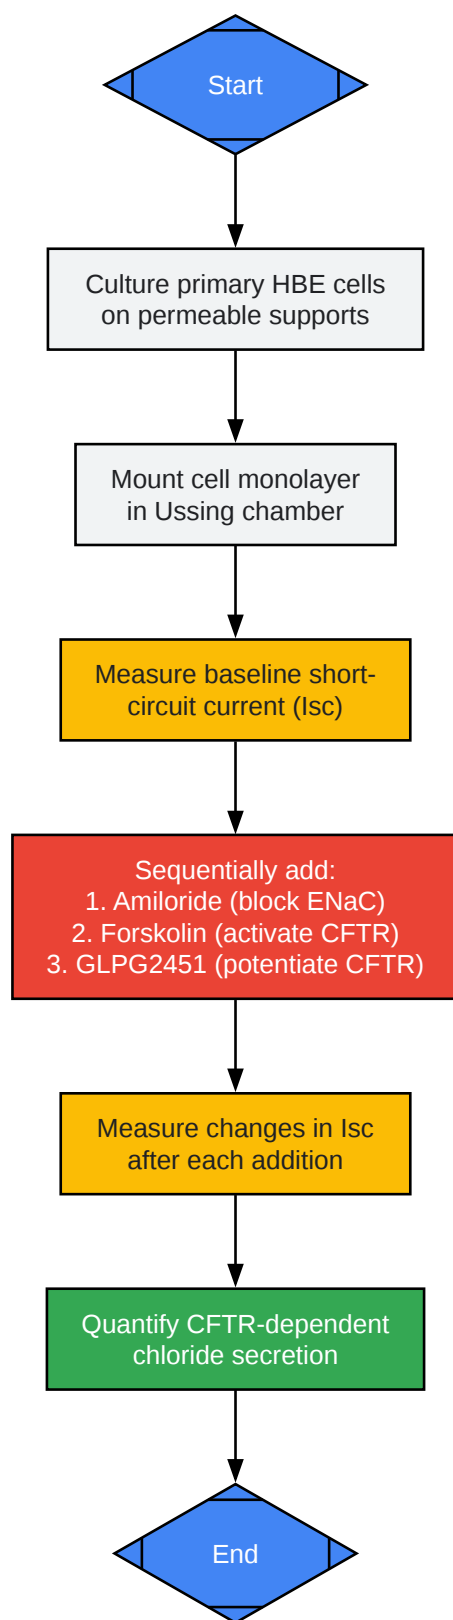 Start
Culture primary HBE cells
on permeable supports
Mount cell monolayer
in Ussing chamber
Measure baseline short-
circuit current (Isc)
Sequentially add:
1. Amiloride (block ENaC)
2. Forskolin (activate CFTR)
3. GLPG2451 (potentiate CFTR)
Measure changes in Isc
after each addition
Quantify CFTR-dependent
chloride secretion
End